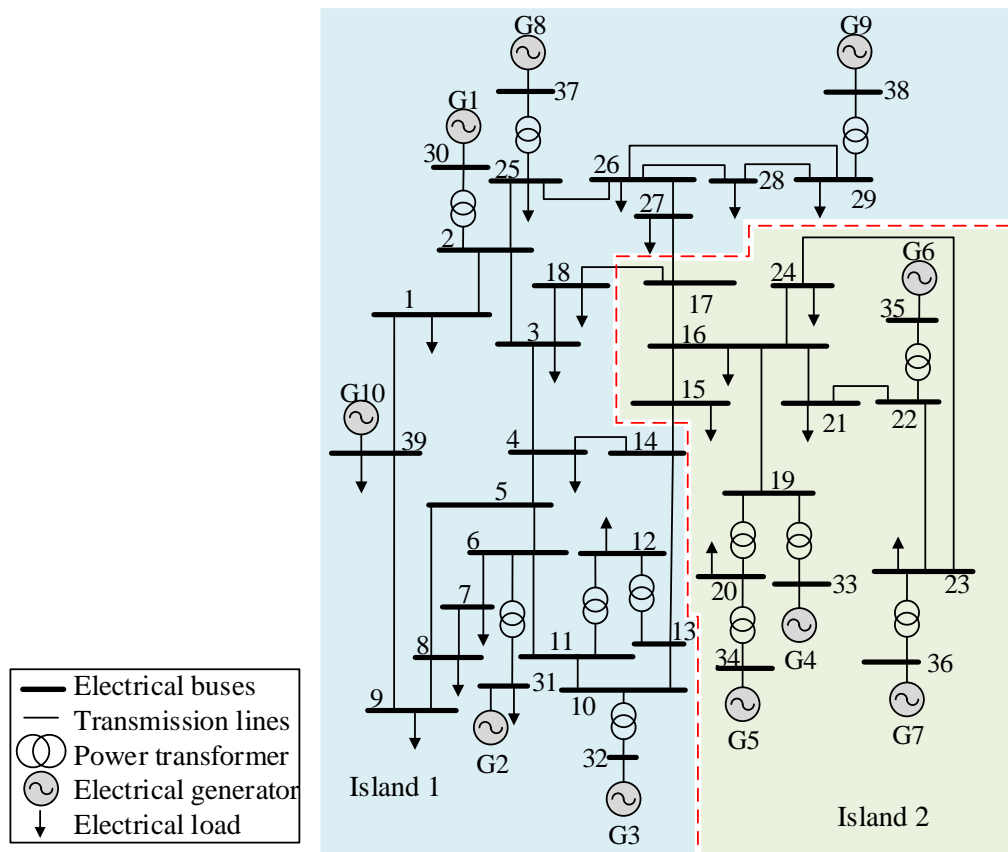 G8
G9
37
38
G1
30
25
26
28
29
27
2
18
24
G6
17
35
1
3
16
15
21
22
G10
39
4
14
5
19
6
12
7
20
33
23
8
11
13
31
34
G4
36
9
10
G2
32
G5
G7
Island 1
G3
Island 2
Electrical buses
Transmission lines
Power transformer
Electrical generator
Electrical load